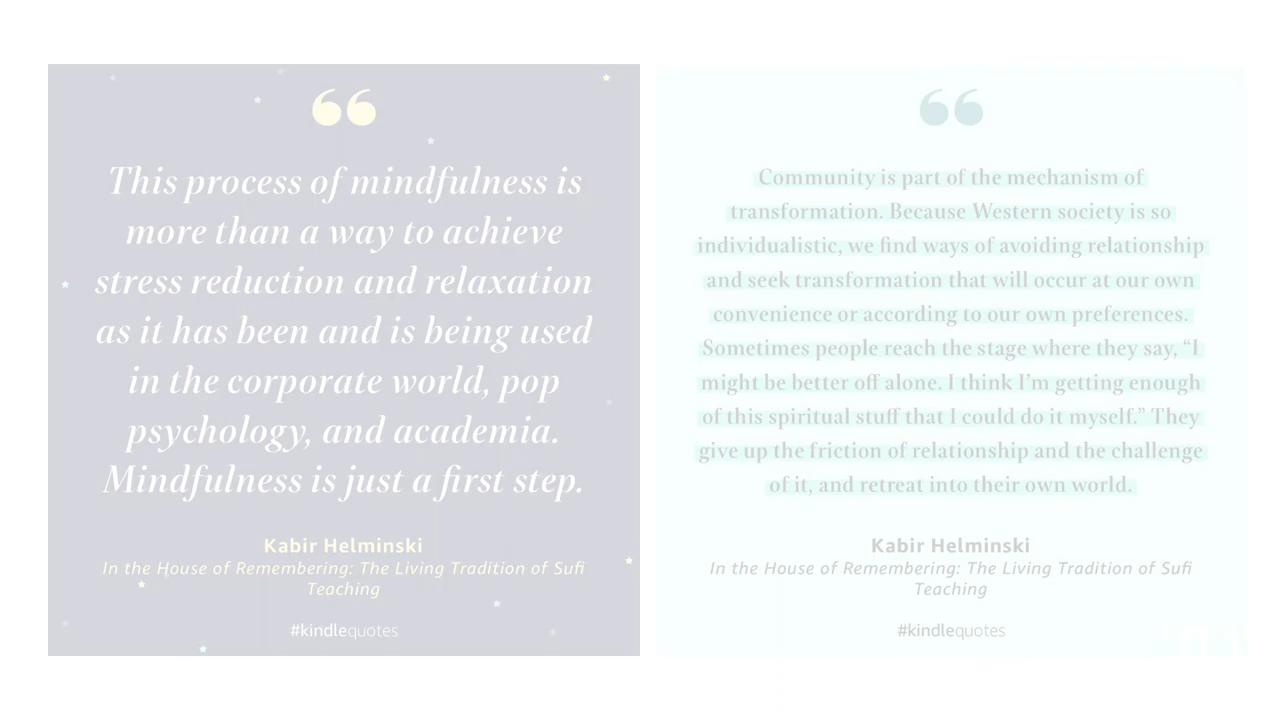 “
This process of mindfulness is
more than a way to achieve
stress reduction and relaxation
as it has been and is being used
in the corporate world, pop
psychology, and academia.
Mindfulness is just a first step.
Kabir Helminski
In the House of Remembering: The Living Tradition of Sufi
Teaching
#kindlequotes
“
Community is part of the mechanism of
transformation. Because Western society is so
individualistic, we find ways of avoiding relationship
and seek transformation that will occur at our own
convenience or according to our own preferences.
Sometimes people reach the stage where they say, “I
might be better off alone. I think I’m getting enough
of this spiritual stuff that I could do it myself.” They
give up the friction of relationship and the challenge
of it, and retreat into their own world.
Kabir Helminski
In the House of Remembering: The Living Tradition of Sufi
Teaching
#kindlequotes